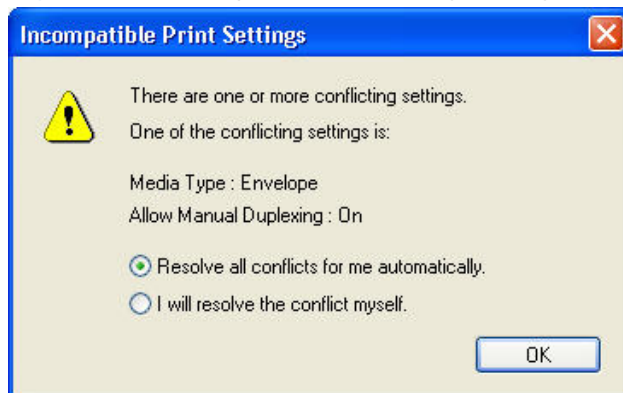 Incompatible Print Settings
There are one or more conflicting settings.
One of the conflicting settings is:
Media Type : Envelope
Allow Manual Duplexing : On
Resolve all conflicts for me automatically.
I will resolve the conflict myself.
OK